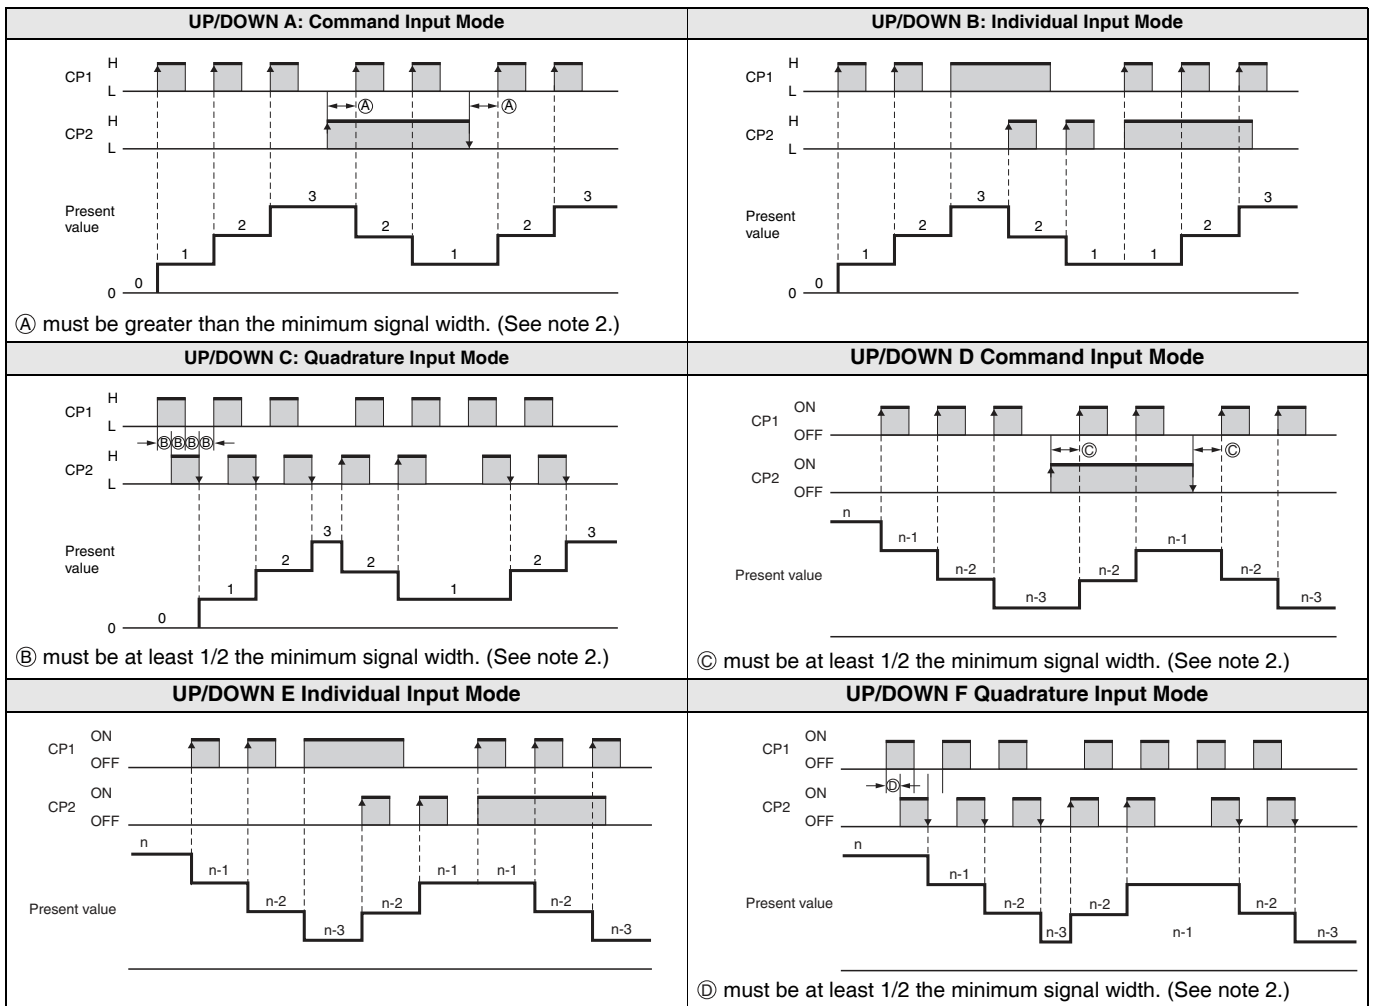 UP/DOWN A: Command Input Mode
H
CP1
L
Ⓐ Ⓐ
H
CP2
L
Present
value
0
0
1
2
3
2
1
2
3
Ⓐ must be greater than the minimum signal width. (See note 2.)
UP/DOWN B: Individual Input Mode
H
CP1
L
H
CP2
L
Present
value
0
0
1
2
3
2
1
1
2
3
UP/DOWN C: Quadrature Input Mode
H
CP1
L
Ⓑ Ⓑ Ⓑ Ⓑ
H
CP2
L
Present
value
0
0
1
2
3
2
1
2
3
Ⓑ must be at least 1/2 the minimum signal width. (See note 2.)
UP/DOWN D Command Input Mode
ON
CP1
OFF
Ⓒ Ⓒ
ON
CP2
OFF
Present value
n
n-1
n-2
n-3
n-2
n-1
n-2
n-3
Ⓒ must be at least 1/2 the minimum signal width. (See note 2.)
UP/DOWN E Individual Input Mode
ON
CP1
OFF
ON
CP2
OFF
Present value
n
n-1
n-2
n-3
n-2
n-1
n-1
n-2
n-3
UP/DOWN F Quadrature Input Mode
ON
CP1
OFF
Ⓓ
ON
CP2
OFF
Present value
n
n-1
n-2
n-3
n-2
n-1
n-2
n-3
Ⓓ must be at least 1/2 the minimum signal width. (See note 2.)